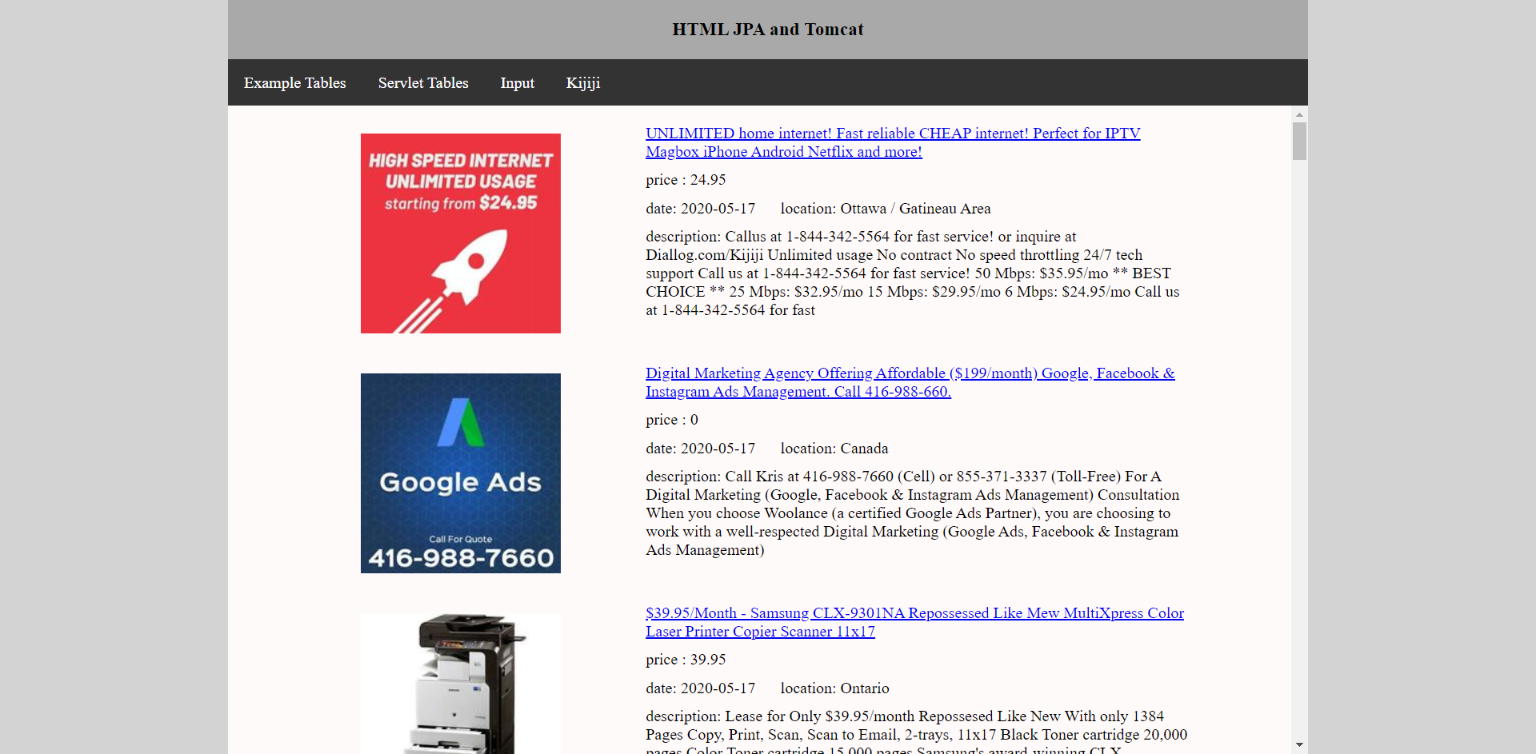 HTML JPA and Tomcat
Example Tables Servlet Tables Input Kijiji
HIGH SPEED INTERNET
UNLIMITED USAGE
starting from $24.95
UNLIMITED home internet! Fast reliable CHEAP internet! Perfect for IPTV
Magbox iPhone Android Netflix and more!
price : 24.95
date: 2020-05-17 location: Ottawa / Gatineau Area
description: Callus at 1-844-342-5564 for fast service! or inquire at
Diallog.com/Kijiji Unlimited usage No contract No speed throttling 24/7 tech
support Call us at 1-844-342-5564 for fast service! 50 Mbps: $35.95/mo ** BEST
CHOICE ** 25 Mbps: $32.95/mo 15 Mbps: $29.95/mo 6 Mbps: $24.95/mo Call us
at 1-844-342-5564 for fast
Google Ads
Call For Quote
416-988-7660
Digital Marketing Agency Offering Affordable ($199/month) Google, Facebook &
Instagram Ads Management. Call 416-988-660.
price : 0
date: 2020-05-17 location: Canada
description: Call Kris at 416-988-7660 (Cell) or 855-371-3337 (Toll-Free) For A
Digital Marketing (Google, Facebook & Instagram Ads Management) Consultation
When you choose Woolance (a certified Google Ads Partner), you are choosing to
work with a well-respected Digital Marketing (Google Ads, Facebook & Instagram
Ads Management)
$39.95/Month - Samsung CLX-9301NA Repossessed Like Mew MultiXpress Color
Laser Printer Copier Scanner 11x17
price : 39.95
date: 2020-05-17 location: Ontario
description: Lease for Only $39.95/month Repossesed Like New With only 1384
Pages Copy, Print, Scan, Scan to Email, 2-trays, 11x17 Black Toner cartridge 20,000
pages Color Toner cartridge 15,000 pages Samsung's award-winning CLX